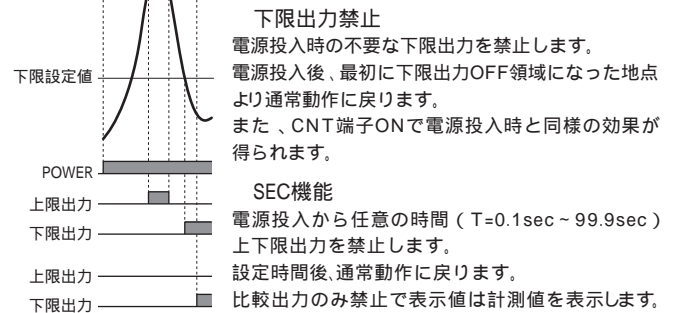 下限出力禁止
電源投入時の不要な下限出力を禁止します。
電源投入後、最初に下限出力OFF領域になった地点
より通常動作に戻ります。
また、CNT端子ONで電源投入時と同様の効果が
得られます。
SEC機能
電源投入から任意の時間(T=0.1sec~99.9sec)
上下限出力を禁止します。
設定時間後、通常動作に戻ります。
比較出力のみ禁止で表示値は計測値を表示します。
下限設定値
POWER
上限出力
下限出力
上限出力
下限出力